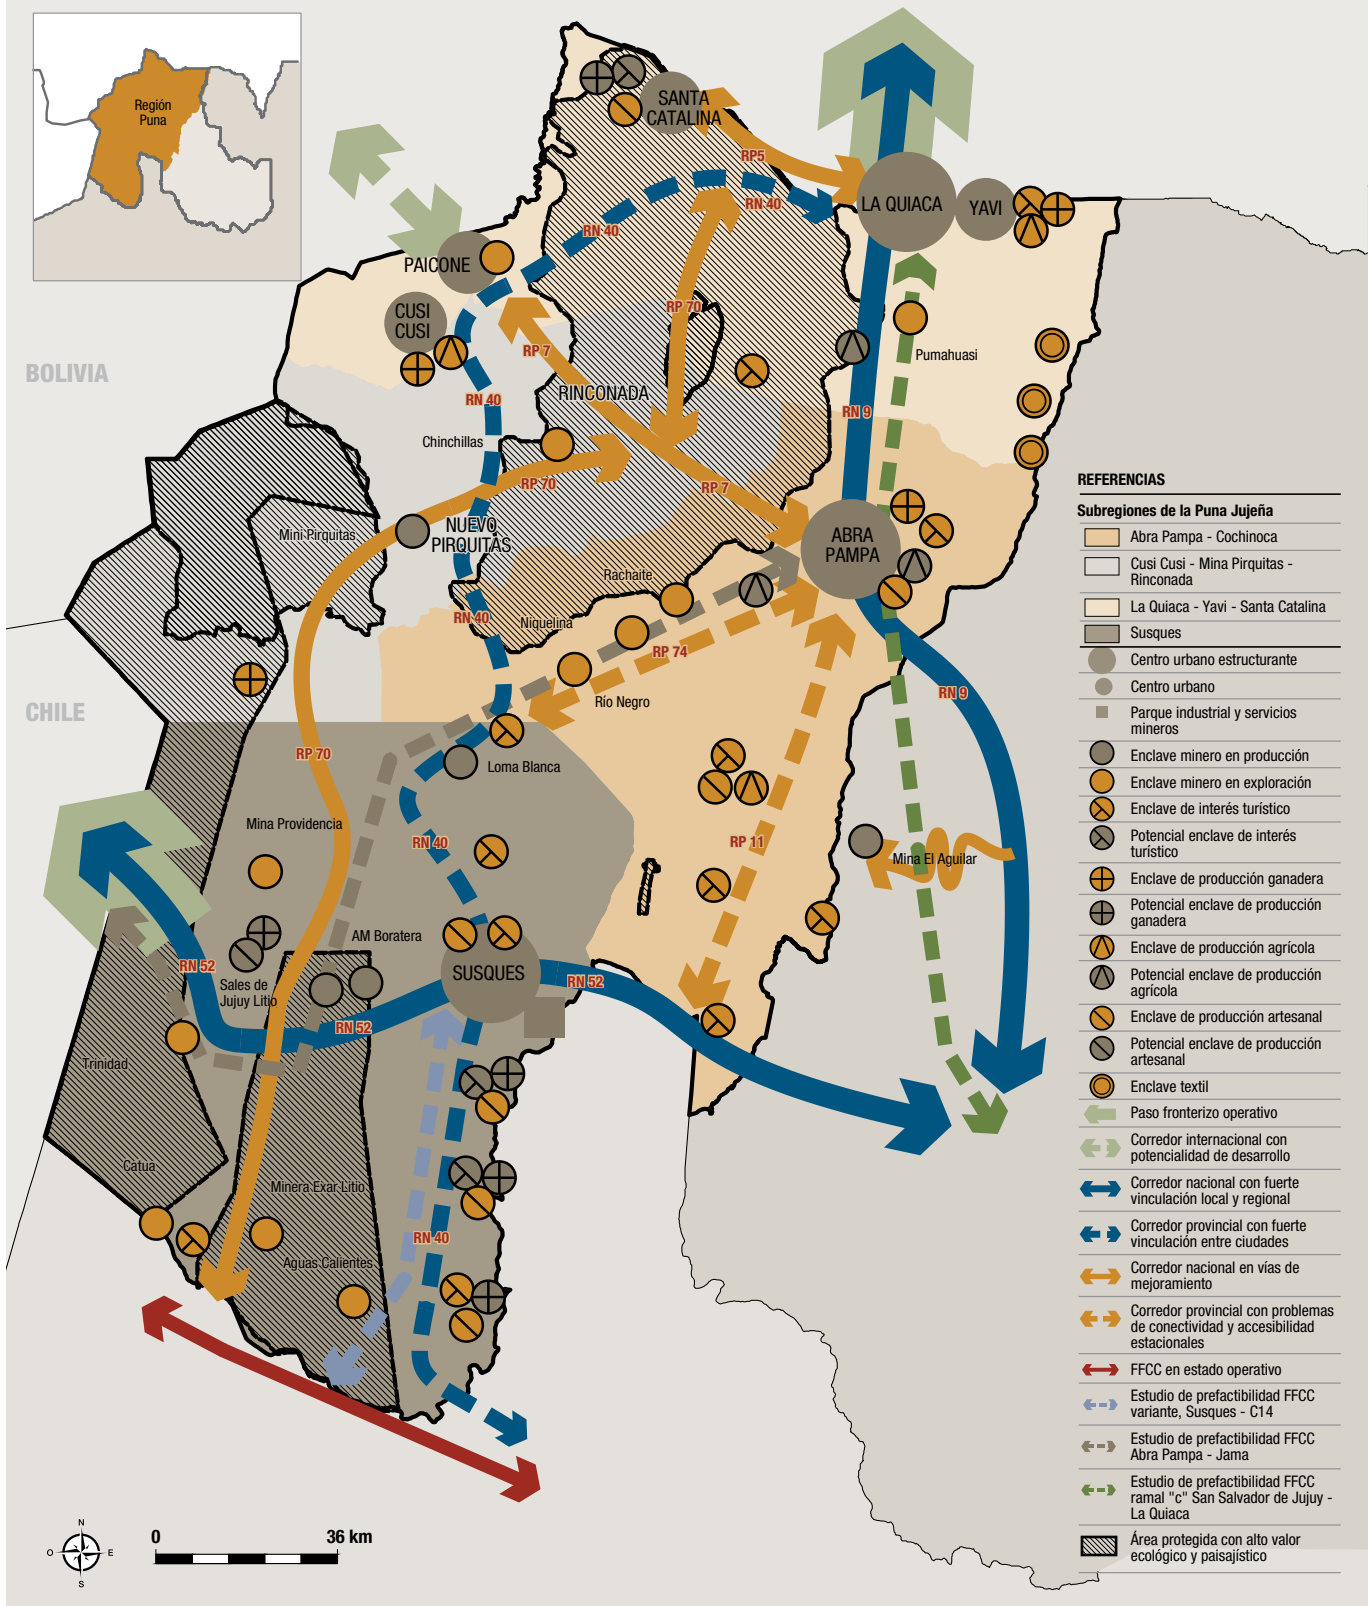 Región
Puna
BOLIVIA
CHILE
SANTA
CATALINA
RP5
LA QUIACA
YAVI
RN 40
RN 40
PAICONE
CUSI
CUSI
RP 70
RP 7
Pumahuasi
RINCONADA
RN 40
RN 9
Chinchillas
RP 70
RP 7
NUEVO
PIRQUITAS
Mini Pirquitas
ABRA
PAMPA
Rachaite
RN 40
Niquelina
RP 74
Río Negro
RN 9
RP 70
Loma Blanca
Mina Providencia
RN 40
RP 11
Mina El Aguilar
AM Boratera
RN 52
SUSQUES
RN 52
Sales de
Jujuy Litio
RN 52
Trinidad
Catua
Minera Exar Litio
RN 40
Aguas Calientes
N
O
E
S
0
36 km
REFERENCIAS
Subregiones de la Puna Jujeña
Abra Pampa - Cochinoca
Cusi Cusi - Mina Pirquitas -
Rinconada
La Quiaca - Yavi - Santa Catalina
Susques
Centro urbano estructurante
Centro urbano
Parque industrial y servicios
mineros
Enclave minero en producción
Enclave minero en exploración
Enclave de interés turístico
Potencial enclave de interés
turístico
Enclave de producción ganadera
Potencial enclave de producción
ganadera
Enclave de producción agrícola
Potencial enclave de producción
agrícola
Enclave de producción artesanal
Potencial enclave de producción
artesanal
Enclave textil
Paso fronterizo operativo
Corredor internacional con
potencialidad de desarrollo
Corredor nacional con fuerte
vinculación local y regional
Corredor provincial con fuerte
vinculación entre ciudades
Corredor nacional en vías de
mejoramiento
Corredor provincial con problemas
de conectividad y accesibilidad
estacionales
FFCC en estado operativo
Estudio de prefactibilidad FFCC
variante, Susques - C14
Estudio de prefactibilidad FFCC
Abra Pampa - Jama
Estudio de prefactibilidad FFCC
ramal "c" San Salvador de Jujuy -
La Quiaca
Área protegida con alto valor
ecológico y paisajístico